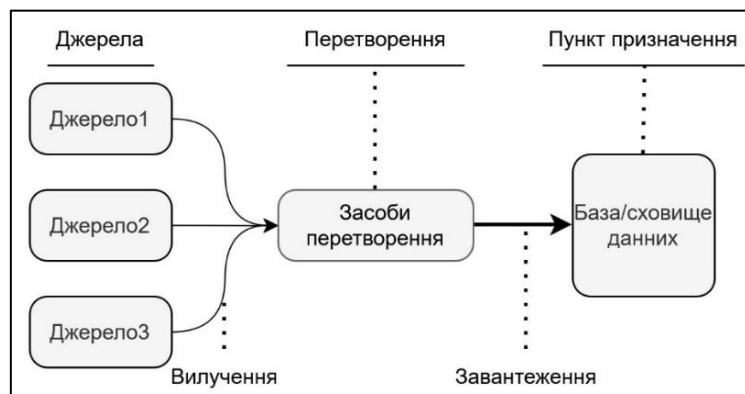 Джерела
Перетворення
Пункт призначення
Джерело1
Джерело2
Джерело3
Засоби
перетворення
База/сховище
данних
Вилучення
Завантеження